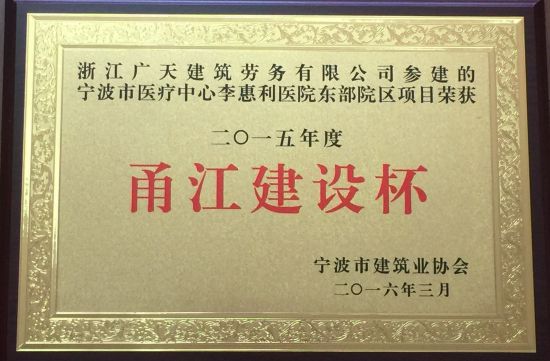 浙江广天建筑劳务有限公司参建的
宁波市医疗中心李惠利医院东部院区项目荣获
二〇一五年度
甬江建设杯
宁波市建筑业协会
二〇一六年三月